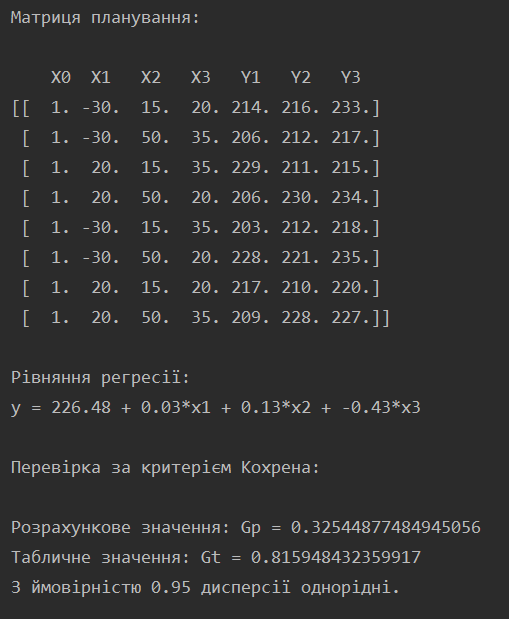 Матриця планування:
X0 X1 X2 X3 Y1 Y2 Y3
[[ 1. -30. 15. 20. 214. 216. 233.]
[ 1. -30. 50. 35. 206. 212. 217.]
[ 1. 20. 15. 35. 229. 211. 215.]
[ 1. 20. 50. 20. 206. 230. 234.]
[ 1. -30. 15. 35. 203. 212. 218.]
[ 1. -30. 50. 20. 228. 221. 235.]
[ 1. 20. 15. 20. 217. 210. 220.]
[ 1. 20. 50. 35. 209. 228. 227.]]
Рівняння регресії:
y = 226.48 + 0.03*x1 + 0.13*x2 + -0.43*x3
Перевірка за критерієм Кохрена:
Розрахункове значення: Gp = 0.32544877484945056
Табличне значення: Gt = 0.815948432359917
З ймовірністю 0.95 дисперсії однорідні.